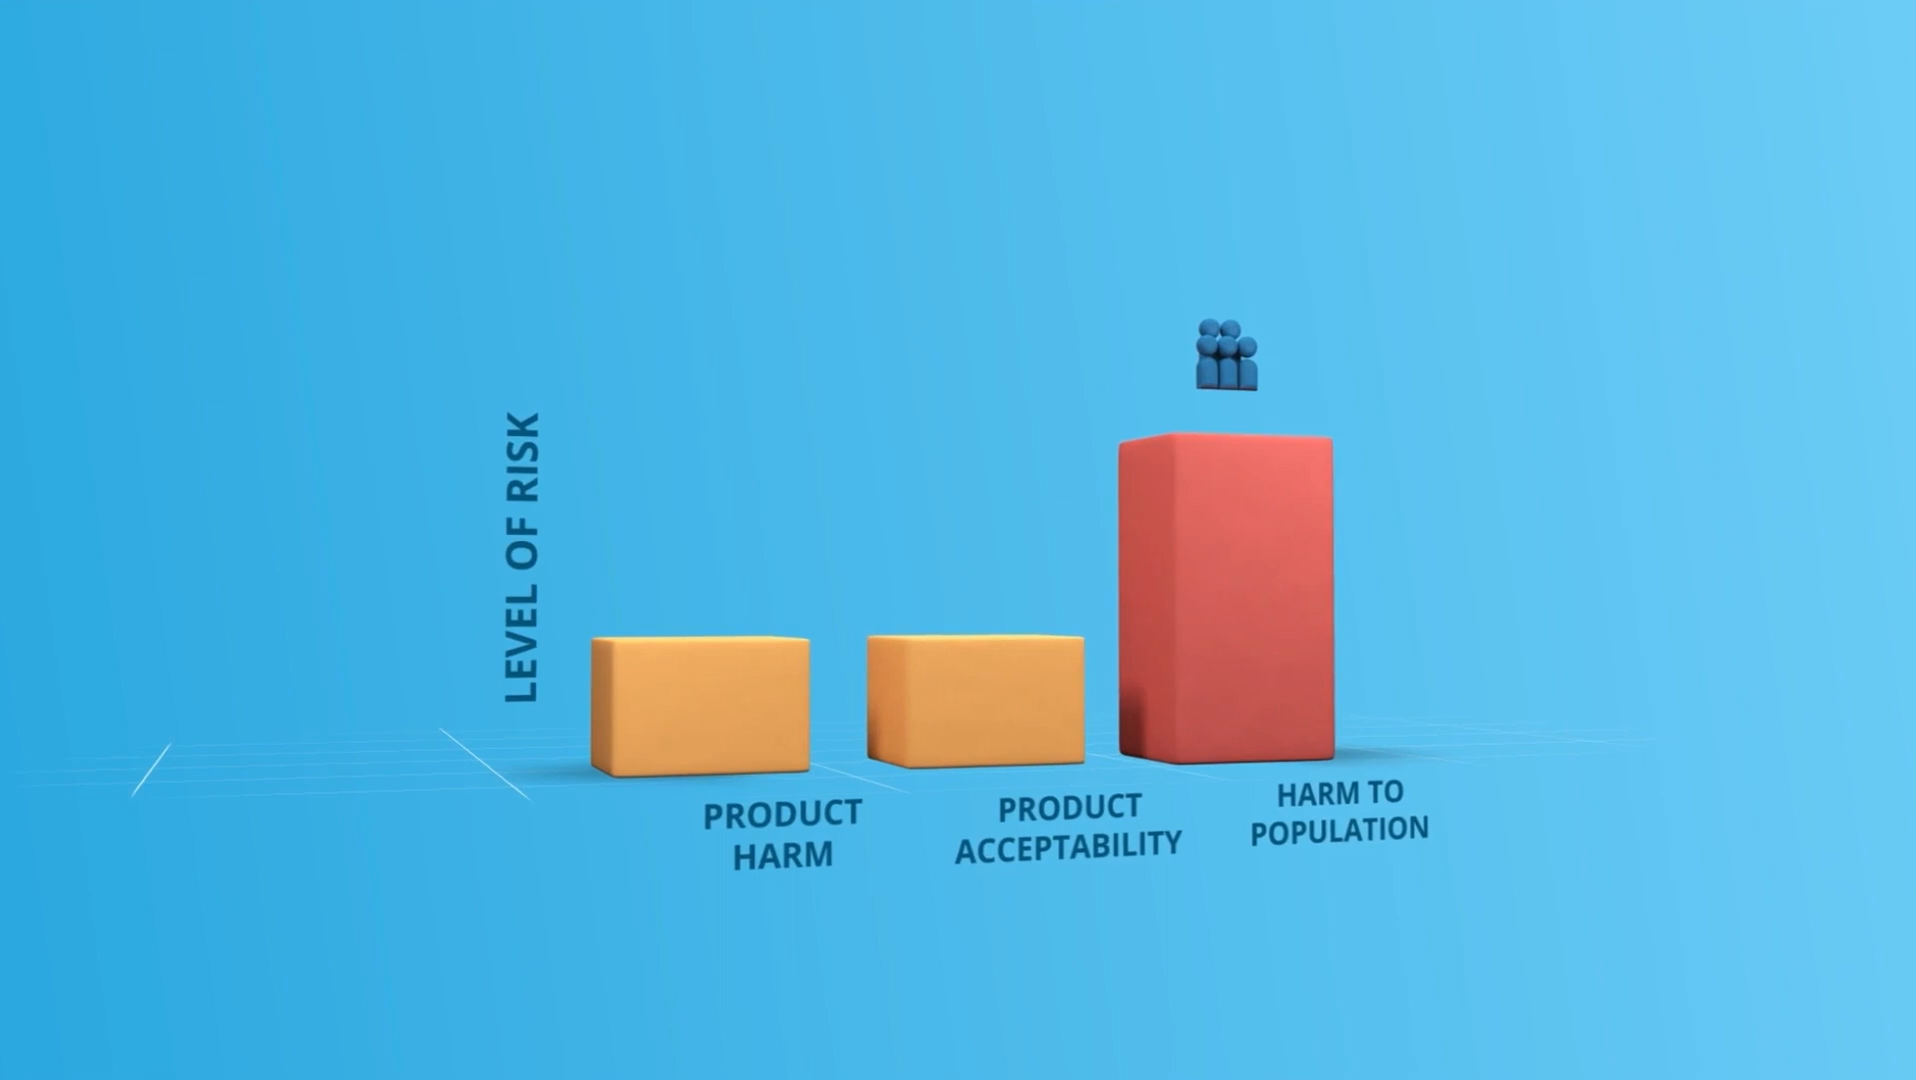 LEVEL OF RISK
PRODUCT
HARM
PRODUCT
ACCEPTABILITY
HARM TO
POPULATION